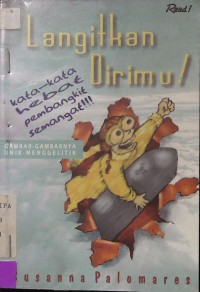 Read!
Langitkan
Dirimu!
kata-kata
hebat
pembangkit
semangat!!!
GAMBAR-GAMBARNYA
UNIK-MENGGELITIK
Susanna Palomares